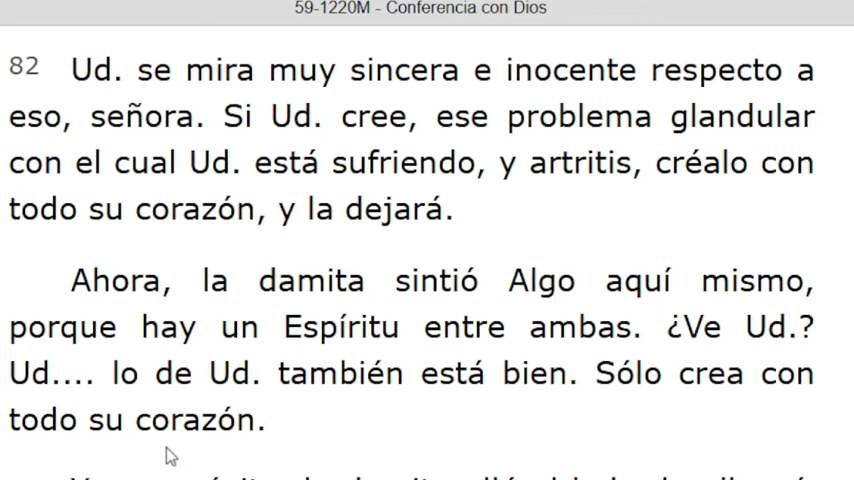 59-1220M - Conferencia con Dios
82 Ud. se mira muy sincera e inocente respecto a
eso, señora. Si Ud. cree, ese problema glandular
con el cual Ud. está sufriendo, y artritis, créalo con
todo su corazón, y la dejará.
Ahora, la damita sintió Algo aquí mismo,
porque hay un Espíritu entre ambas. ¿Ve Ud.?
Ud.... lo de Ud. también está bien. Sólo crea con
todo su corazón.